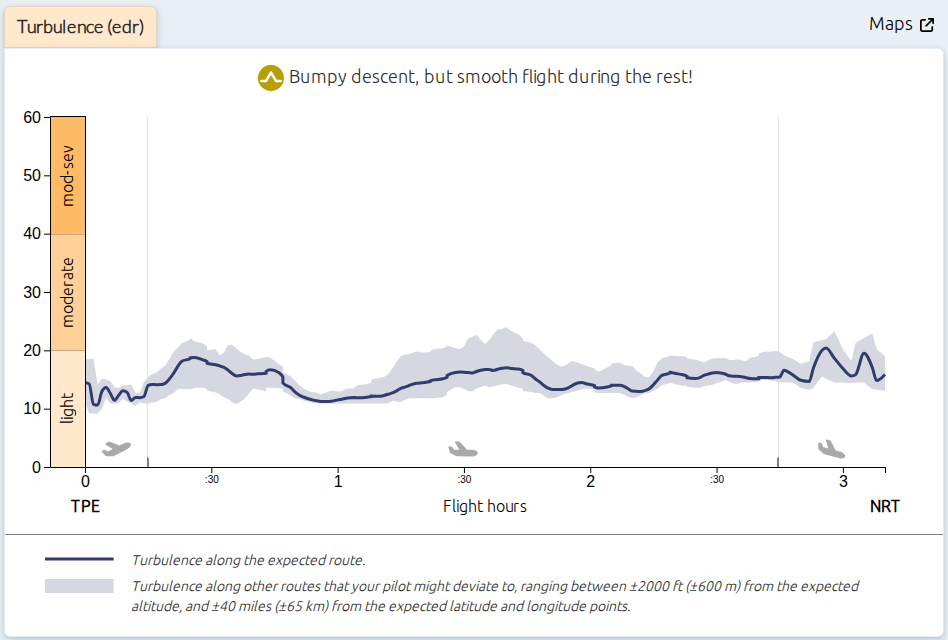 Turbulence (edr)
Maps
Bumpy descent, but smooth flight during the rest!
60
50
40
30
20
10
0
mod-sev
moderate
light
0
:30
1
:30
2
:30
3
TPE
Flight hours
NRT
Turbulence along the expected route.
Turbulence along other routes that your pilot might deviate to, ranging between ±2000 ft (±600 m) from the expected
altitude, and ±40 miles (±65 km) from the expected latitude and longitude points.